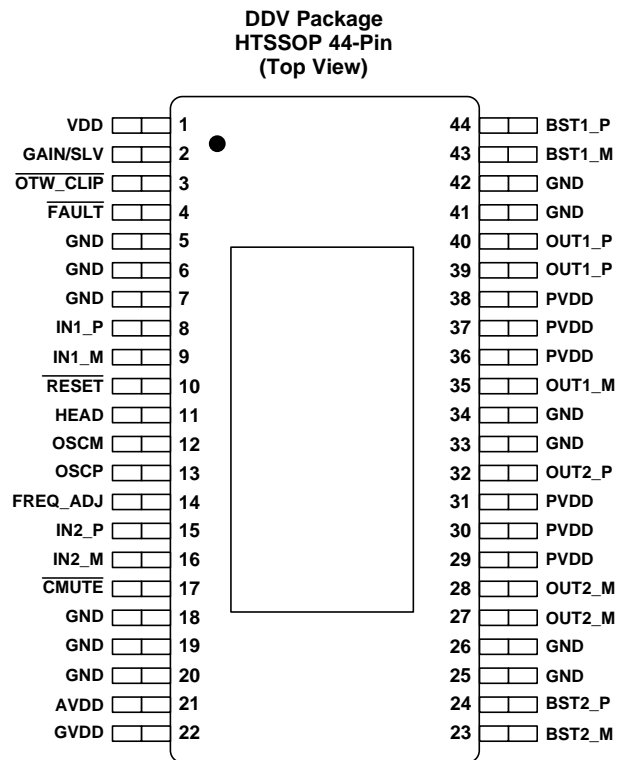 DDV Package
HTSSOP 44-Pin
(Top View)
VDD 1 44 BST1_P
GAIN/SLV 2 43 BST1_M
OTW_CLIP 3 42 GND
FAULT 4 41 GND
GND 5 40 OUT1_P
GND 6 39 OUT1_P
GND 7 38 PVDD
IN1_P 8 37 PVDD
IN1_M 9 36 PVDD
RESET 10 35 OUT1_M
HEAD 11 34 GND
OSCM 12 33 GND
OSCP 13 32 OUT2_P
FREQ_ADJ 14 31 PVDD
IN2_P 15 30 PVDD
IN2_M 16 29 PVDD
CMUTE 17 28 OUT2_M
GND 18 27 OUT2_M
GND 19 26 GND
GND 20 25 GND
AVDD 21 24 BST2_P
GVDD 22 23 BST2_M